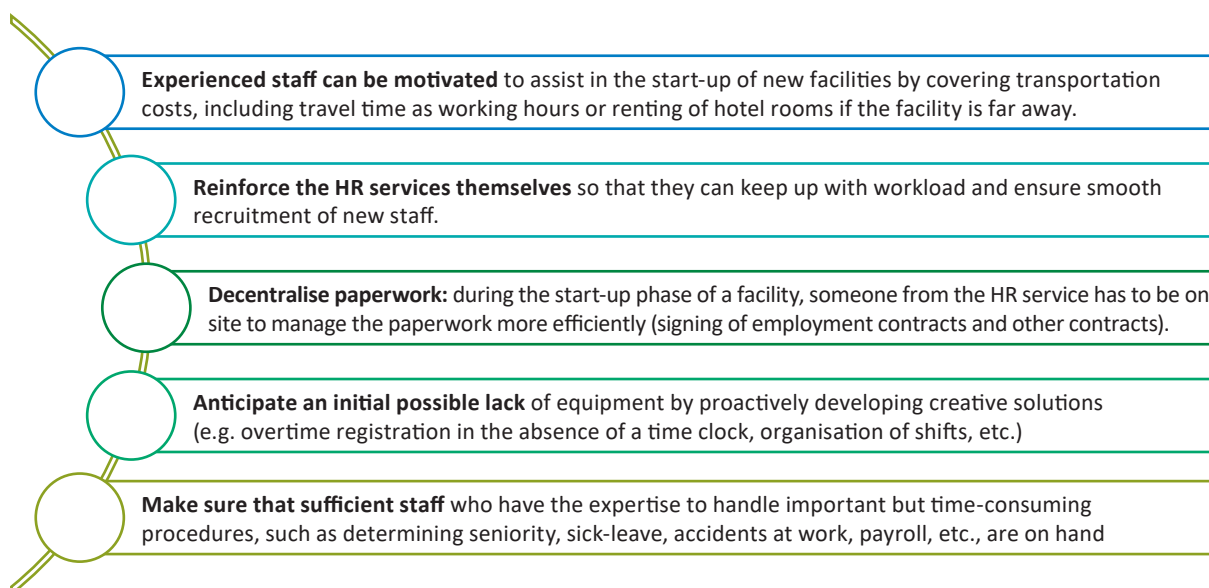 Experienced staff can be motivated to assist in the start-up of new facilities by covering transportation
costs, including travel time as working hours or renting of hotel rooms if the facility is far away.
Reinforce the HR services themselves so that they can keep up with workload and ensure smooth
recruitment of new staff.
Decentralise paperwork: during the start-up phase of a facility, someone from the HR service has to be on
site to manage the paperwork more efficiently (signing of employment contracts and other contracts).
Anticipate an initial possible lack of equipment by proactively developing creative solutions
(e.g. overtime registration in the absence of a time clock, organisation of shifts, etc.)
Make sure that sufficient staff who have the expertise to handle important but time-consuming
procedures, such as determining seniority, sick-leave, accidents at work, payroll, etc., are on hand